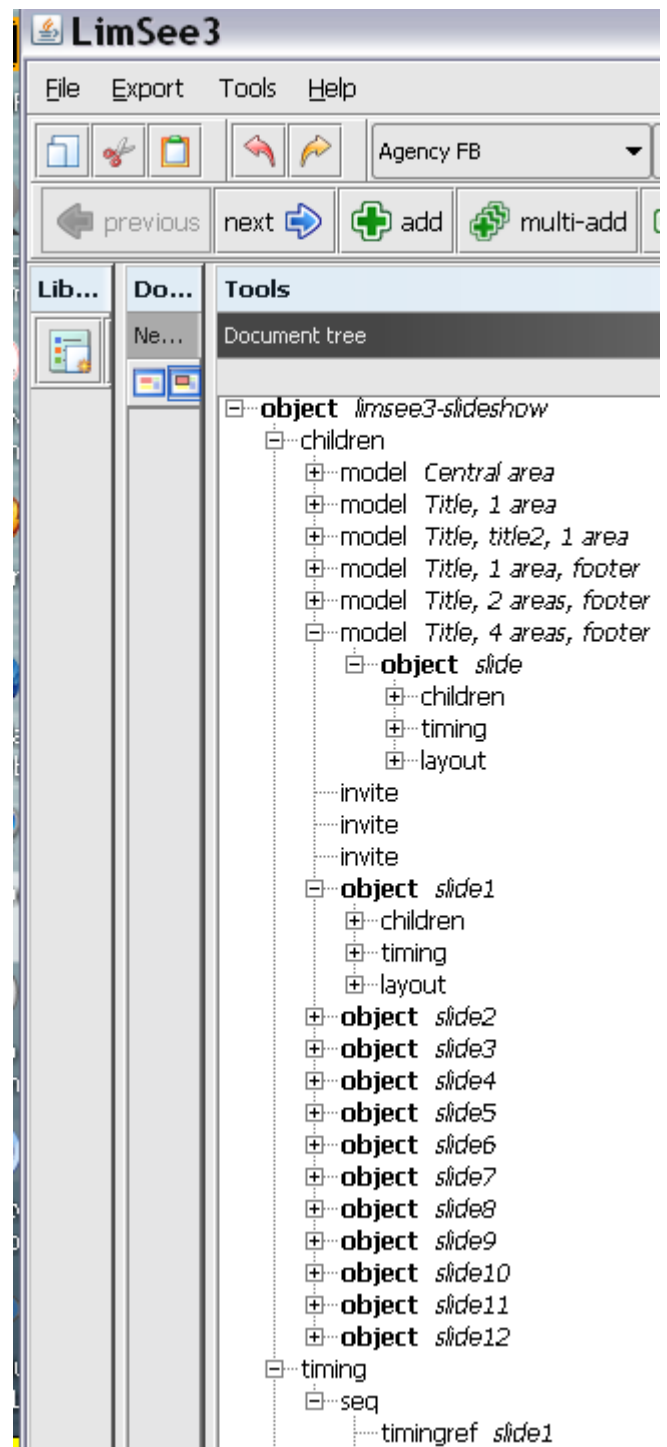 LimSee3
File Export Tools Help
Agency FB
previous next add multi-add
Lib... Do... Tools
Ne... Document tree
object limsee3-slideshow
children
model Central area
model Title, 1 area
model Title, title2, 1 area
model Title, 1 area, footer
model Title, 2 areas, footer
model Title, 4 areas, footer
object slide
children
timing
layout
invite
invite
invite
object slide1
children
timing
layout
object slide2
object slide3
object slide4
object slide5
object slide6
object slide7
object slide8
object slide9
object slide10
object slide11
object slide12
timing
seq
timingref slide1